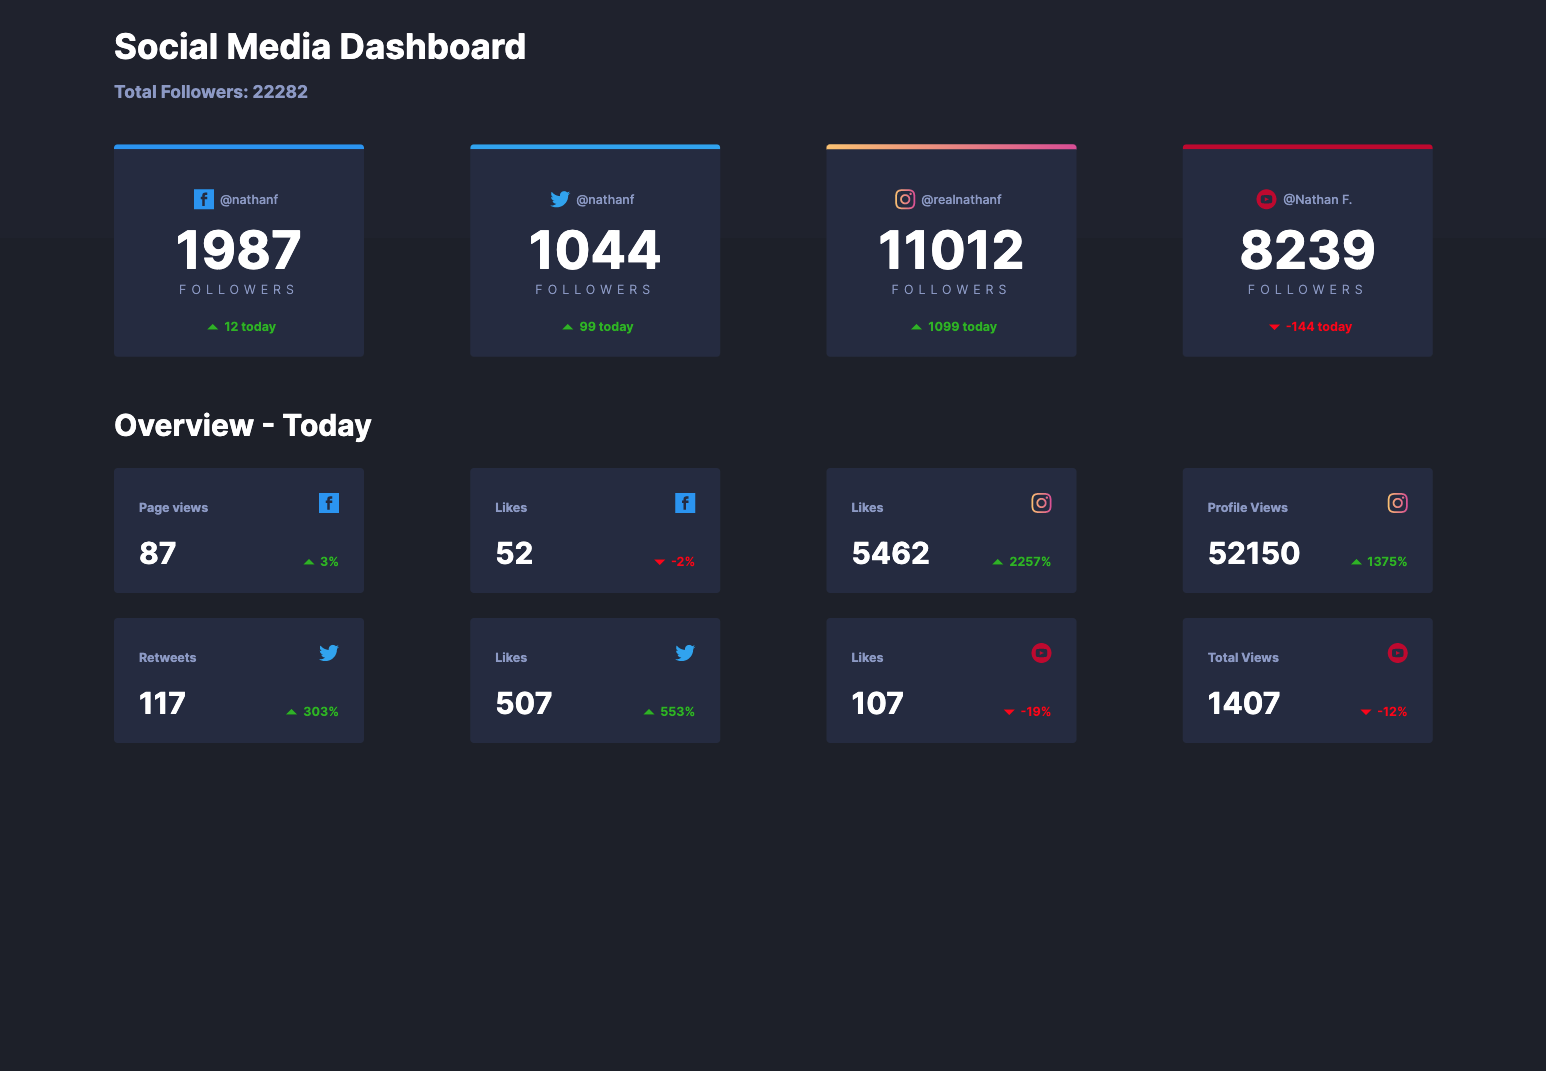 Social Media Dashboard
Total Followers: 22282
@nathanf
1987
FOLLOWERS
12 today
@nathanf
1044
FOLLOWERS
99 today
@realnathanf
11012
FOLLOWERS
1099 today
@Nathan F.
8239
FOLLOWERS
-144 today
Overview - Today
Page views
87
3%
Likes
52
-2%
Likes
5462
2257%
Profile Views
52150
1375%
Retweets
117
303%
Likes
507
553%
Likes
107
-19%
Total Views
1407
-12%